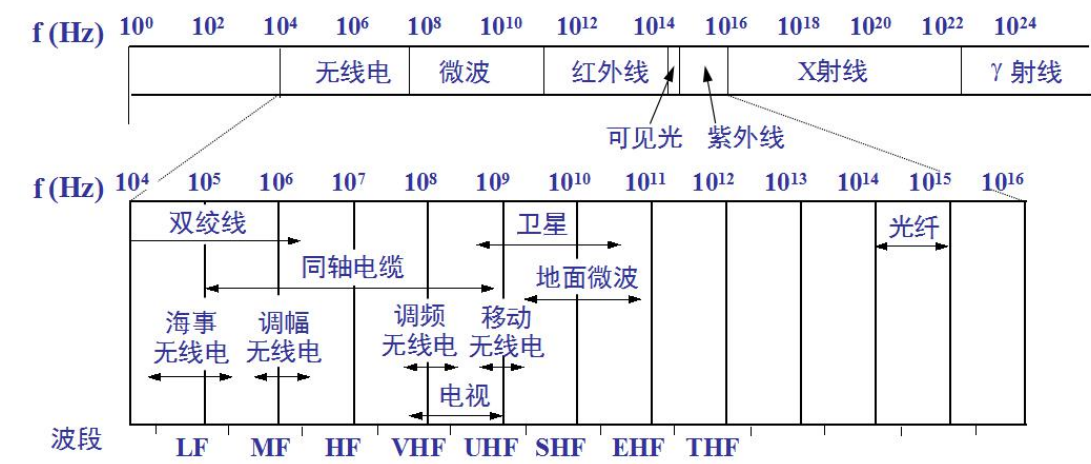 f (Hz) 10⁰ 10² 10⁴ 10⁶ 10⁸ 10¹⁰ 10¹² 10¹⁴ 10¹⁶ 10¹⁸ 10²⁰ 10²² 10²⁴
无线电 微波 红外线 X射线 γ 射线
可见光 紫外线
f (Hz) 10⁴ 10⁵ 10⁶ 10⁷ 10⁸ 10⁹ 10¹⁰ 10¹¹ 10¹² 10¹³ 10¹⁴ 10¹⁵ 10¹⁶
双绞线 卫星 光纤
同轴电缆 地面微波
海事 调幅 调频 移动
无线电 无线电 无线电 无线电
电视
波段 LF MF HF VHF UHF SHF EHF THF